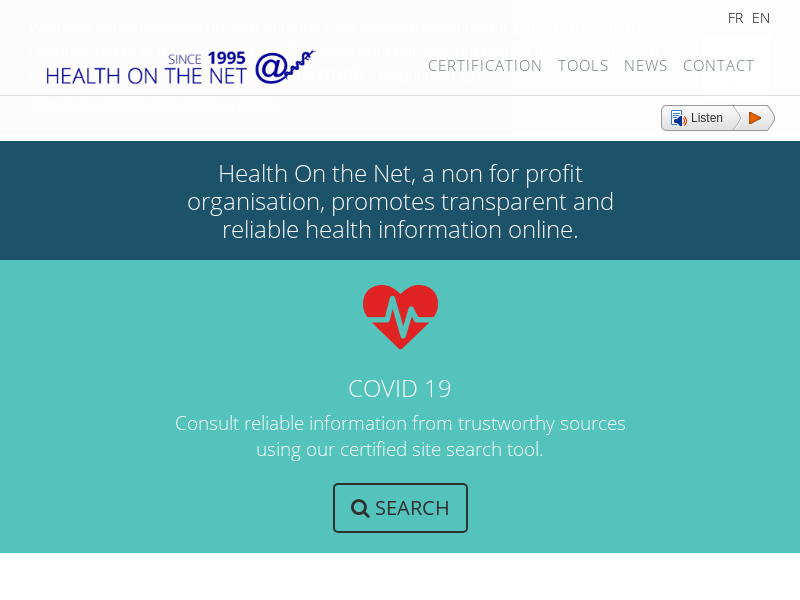 FR EN
SINCE 1995
HEALTH ON THE NET
CERTIFICATION TOOLS NEWS CONTACT
Listen
Health On the Net, a non for profit
organisation, promotes transparent and
reliable health information online.
COVID 19
Consult reliable information from trustworthy sources
using our certified site search tool.
SEARCH